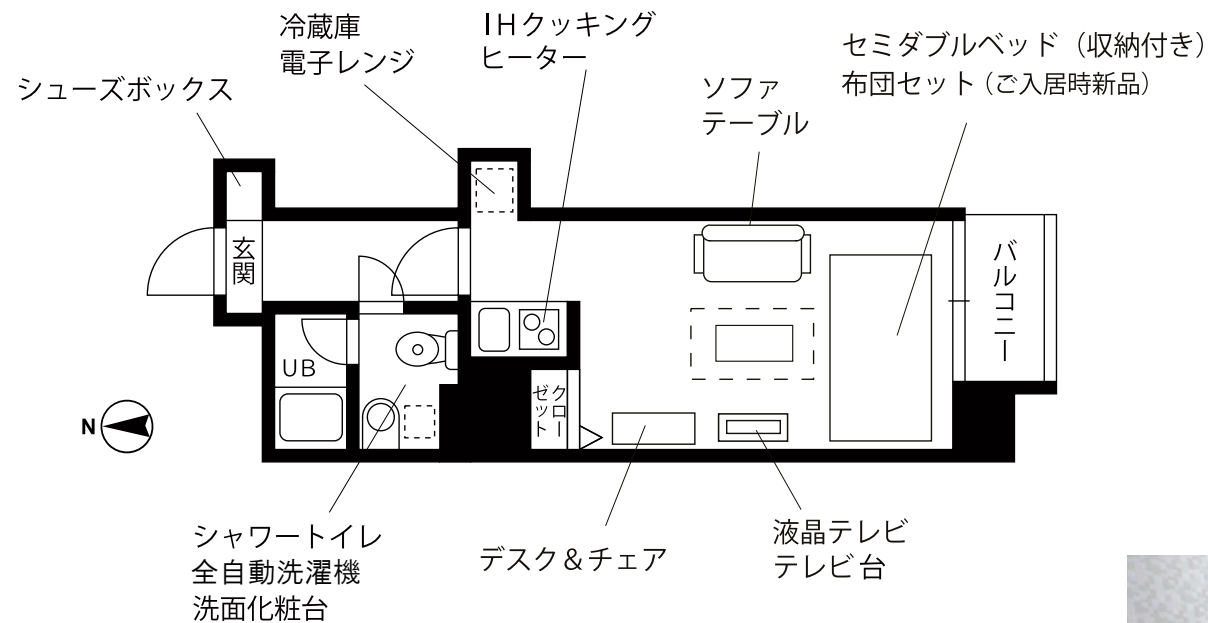 冷蔵庫
電子レンジ
IHクッキング
ヒーター
セミダブルベッド（収納付き）
布団セット（ご入居時新品）
シューズボックス
ソファ
テーブル
玄関
バルコニー
UB
クローゼット
N
シャワートイレ
全自動洗濯機
洗面化粧台
デスク＆チェア
液晶テレビ
テレビ台